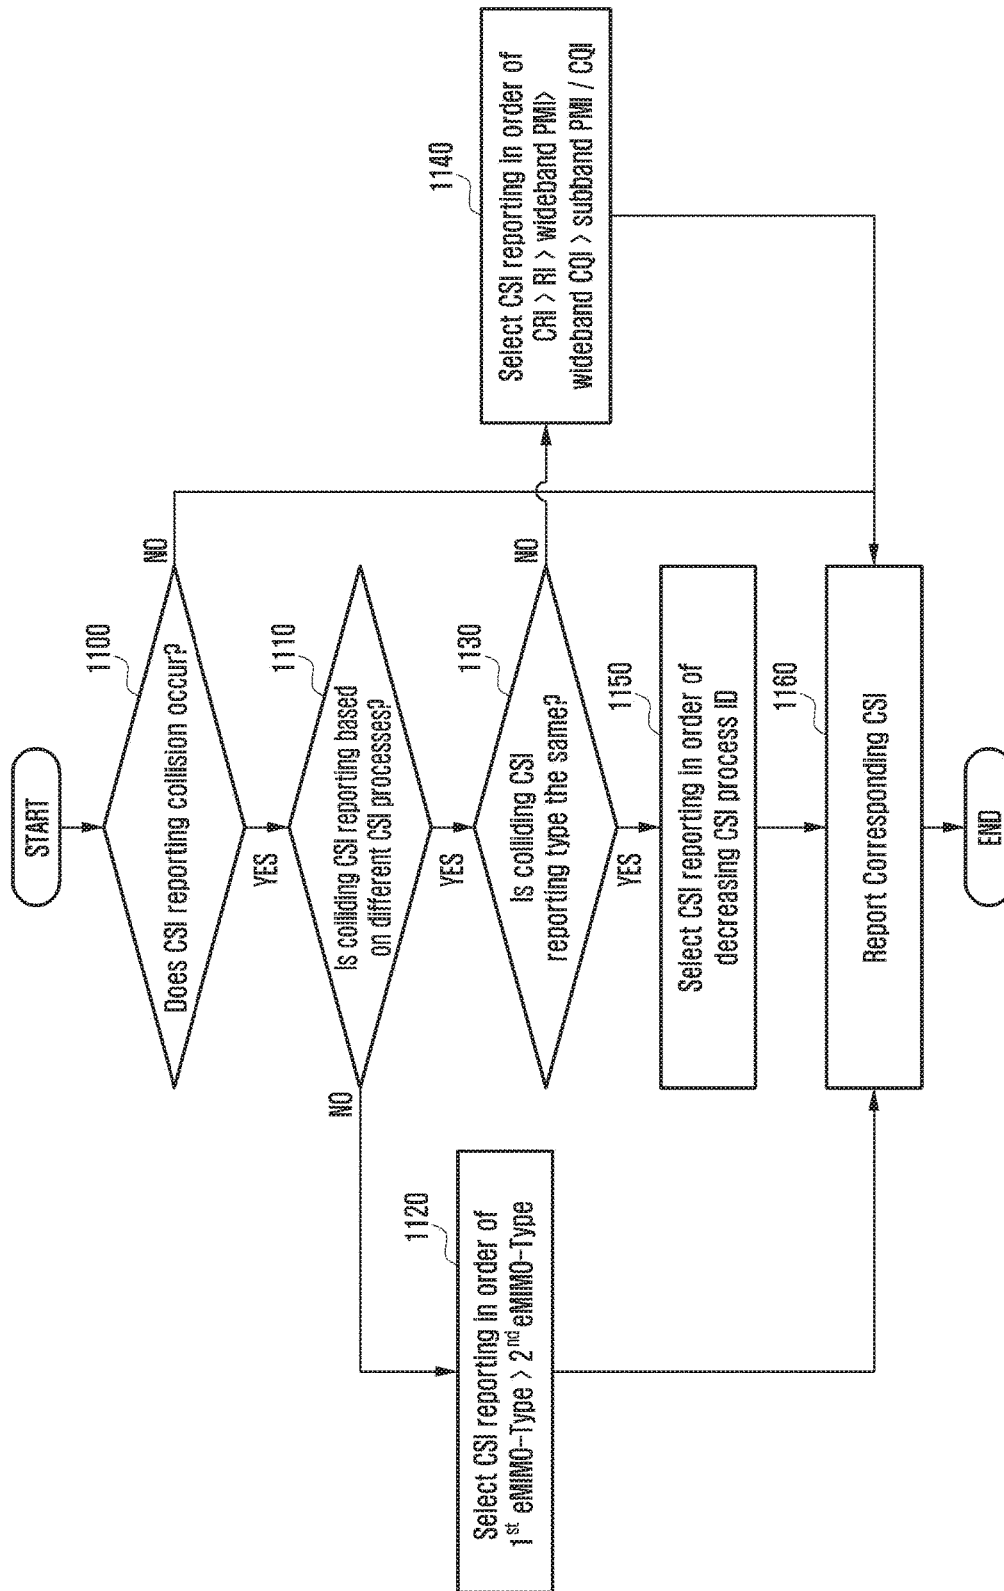 START
1100
Does CSI reporting collision occur?
NO
YES
1110
Is colliding CSI reporting based
on different CSI processes?
NO
YES
1120
Select CSI reporting in order of
1st eMIMO-Type > 2nd eMIMO-Type
1130
Is colliding CSI
reporting type the same?
NO
YES
1140
Select CSI reporting in order of
CRI > RI > wideband PMI>
wideband CQI > subband PMI / CQI
1150
Select CSI reporting in order of
decreasing CSI process ID
1160
Report Corresponding CSI
END